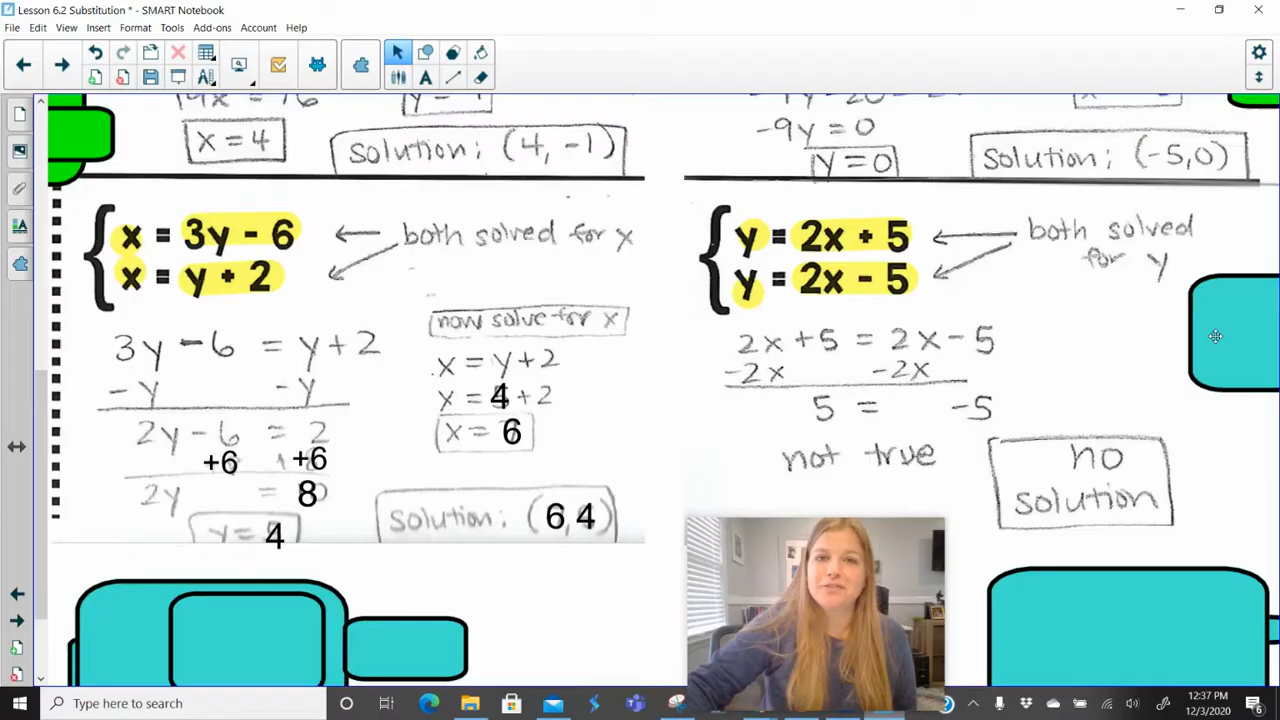 Lesson 6.2 Substitution * - SMART Notebook
File Edit View Insert Format Tools Add-ons Account Help
x = 4
solution: (4, -1)
-9y = 0
y = 0
solution: (-5,0)
x = 3y - 6
x = y + 2
both solved for x
3y - 6 = y + 2
-y -y
2y - 6 = 2
+6 +6
2y = 8
y = 4
now solve for x
x = y + 2
x = 4 + 2
x = 6
solution: (6,4)
y = 2x + 5
y = 2x - 5
both solved
for y
2x + 5 = 2x - 5
-2x -2x
5 = -5
not true
no
solution
Type here to search
12:37 PM
12/3/2020
6